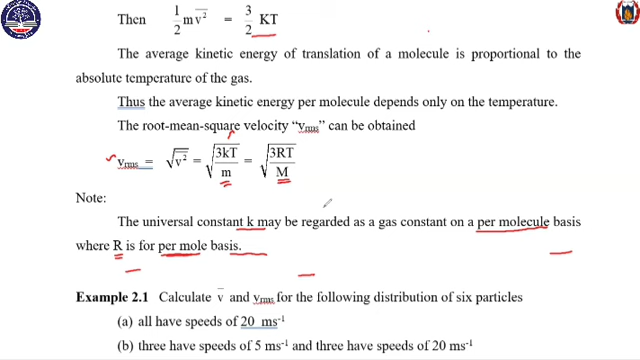 Then 1/2 m v̅² = 3/2 KT
The average kinetic energy of translation of a molecule is proportional to the
absolute temperature of the gas.
Thus the average kinetic energy per molecule depends only on the temperature.
The root-mean-square velocity “vrms” can be obtained
vrms = √v̅² = √(3kT/m) = √(3RT/M)
Note:
The universal constant k may be regarded as a gas constant on a per molecule basis
where R is for per mole basis.
Example 2.1 Calculate v̅ and vrms for the following distribution of six particles
(a) all have speeds of 20 ms⁻¹
(b) three have speeds of 5 ms⁻¹ and three have speeds of 20 ms⁻¹